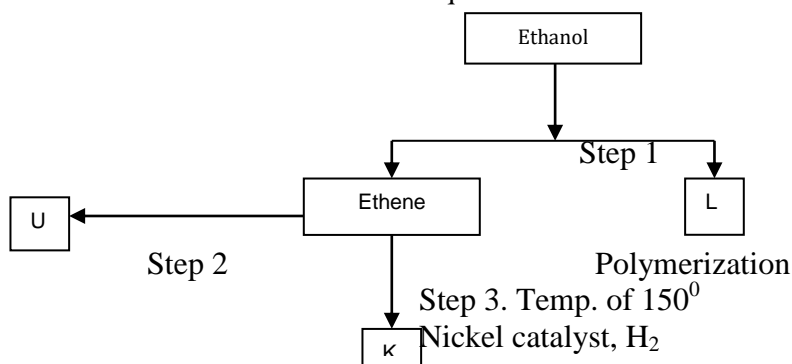 Ethanol
Step 1
Ethene
L
U
Step 2
Polymerization
Step 3. Temp. of 150⁰
Nickel catalyst, H₂
K